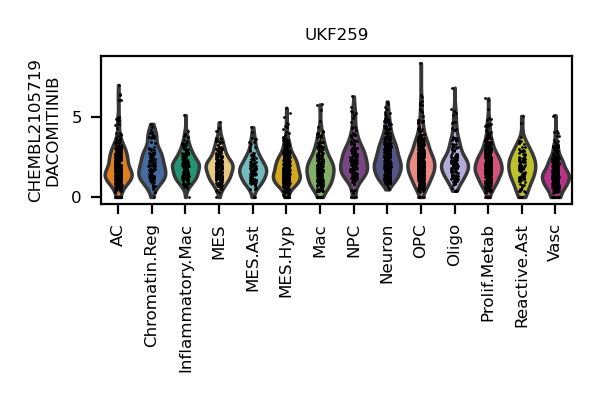 UKF259
CHEMBL2105719
DACOMITINIB
5
0
AC
Chromatin.Reg
Inflammatory.Mac
MES
MES.Ast
MES.Hyp
Mac
NPC
Neuron
OPC
Oligo
Prolif.Metab
Reactive.Ast
Vasc